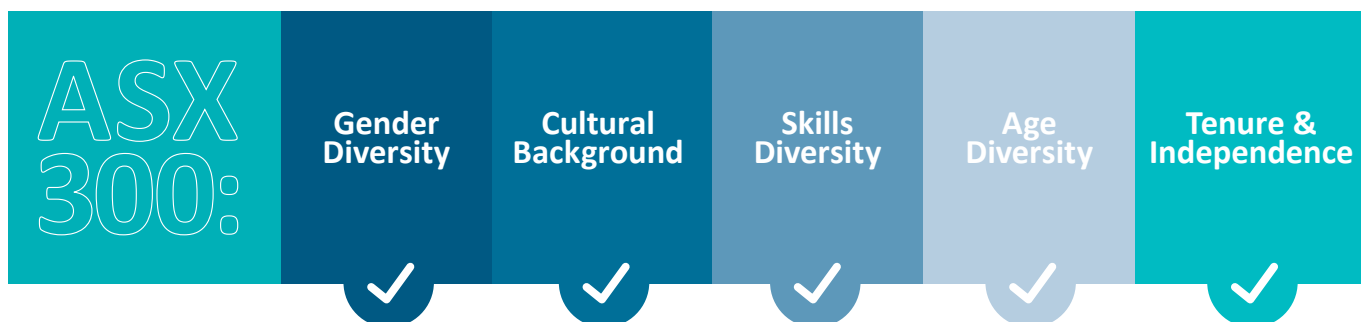 ASX
300:
Gender
Diversity
Cultural
Background
Skills
Diversity
Age
Diversity
Tenure &
Independence